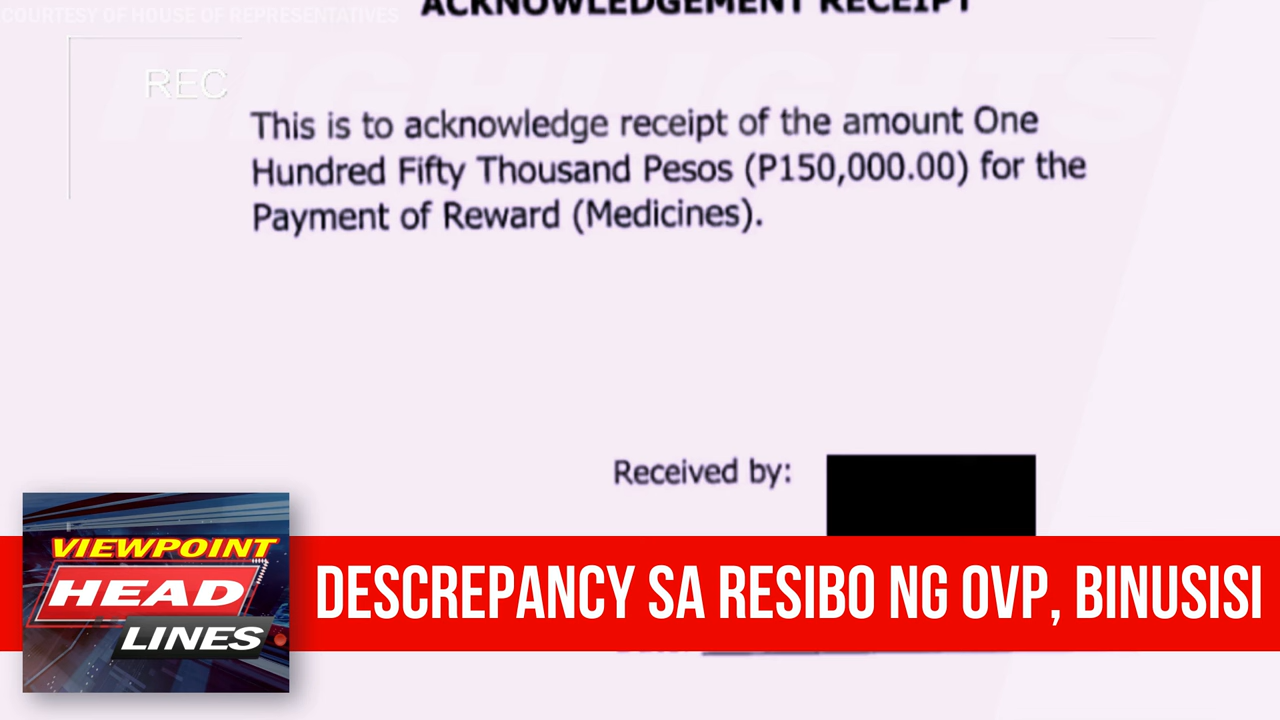 COURTESY OF HOUSE OF REPRESENTATIVES
ACKNOWLEDGEMENT RECEIPT
REC
HIGHLIGHTS
This is to acknowledge receipt of the amount One
Hundred Fifty Thousand Pesos (P150,000.00) for the
Payment of Reward (Medicines).
Received by:
VIEWPOINT
HEAD
LINES
DESCREPANCY SA RESIBO NG OVP, BINUSISI